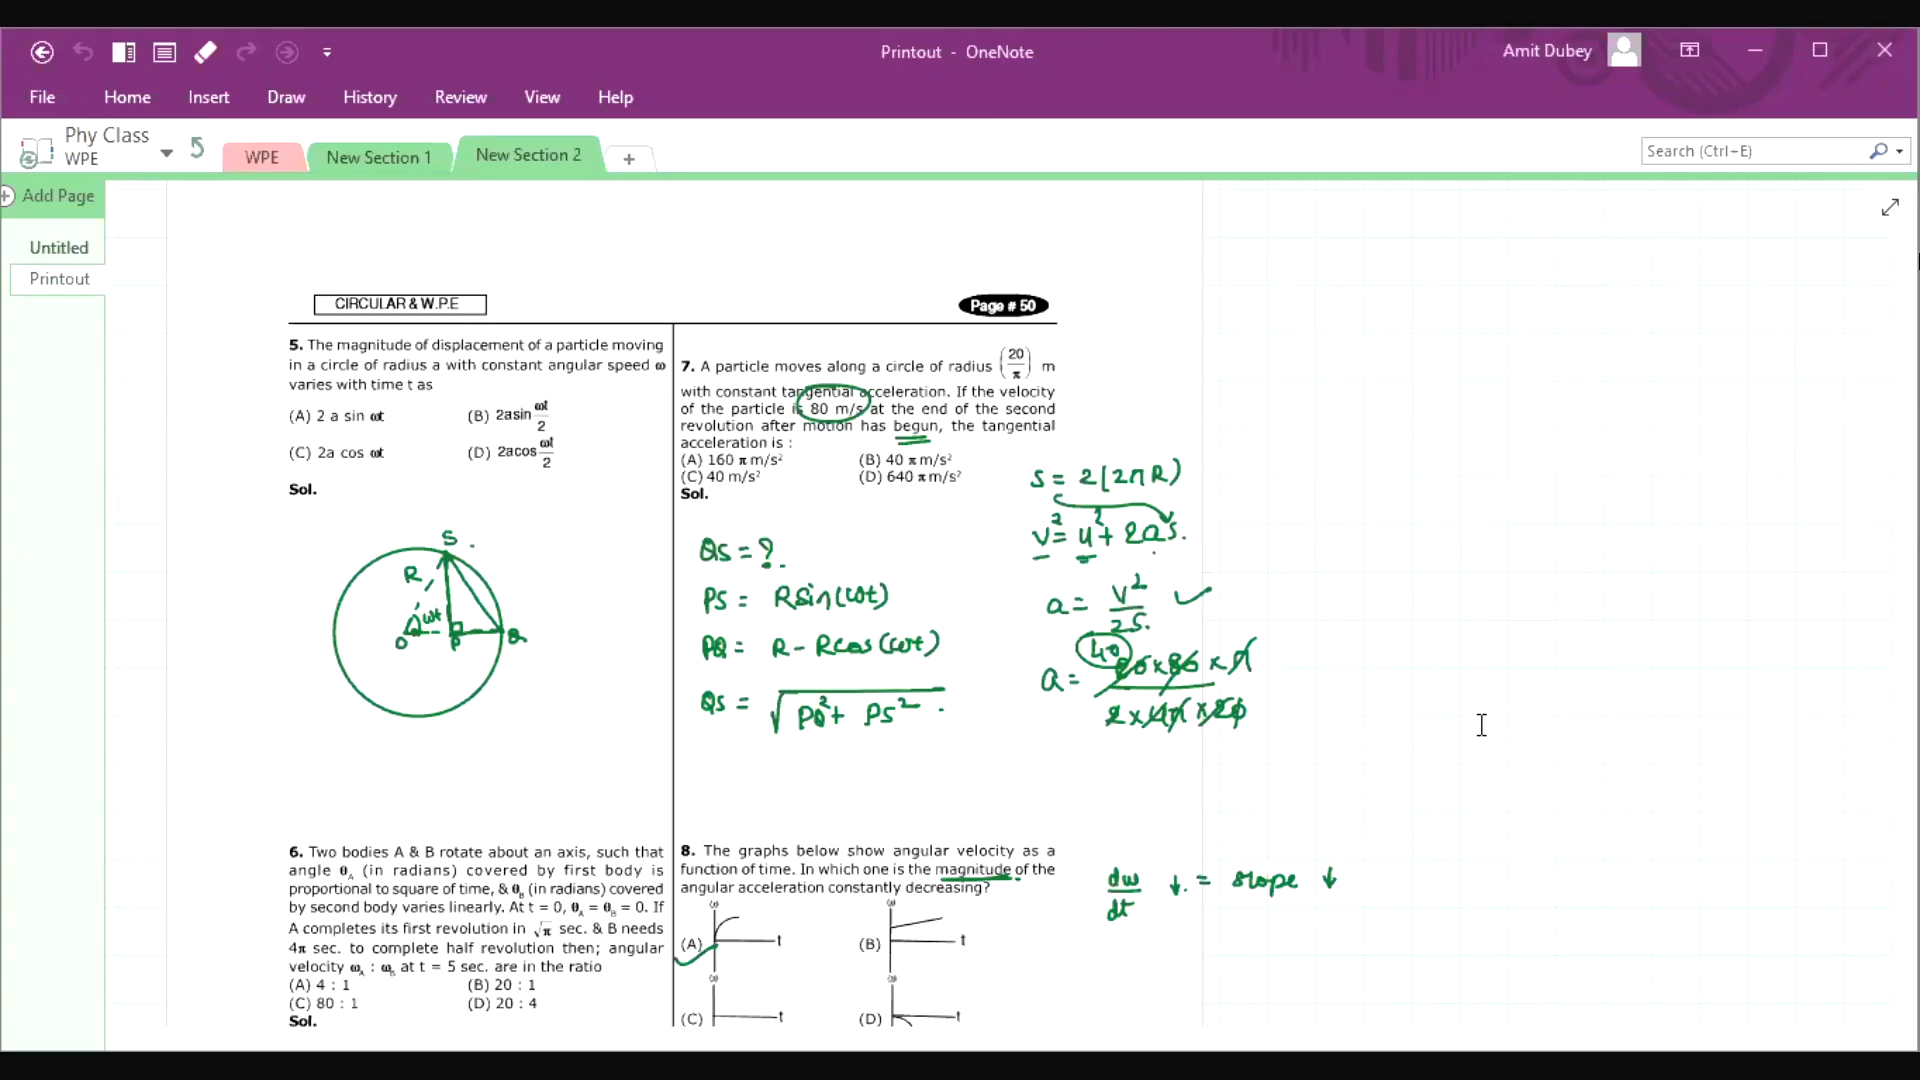 Printout - OneNote
Amit Dubey
File Home Insert Draw History Review View Help
Phy Class
WPE
WPE
New Section 1
New Section 2
+
Search (Ctrl+E)
Add Page
Untitled
Printout
CIRCULAR & W.P.E
Page # 50
5. The magnitude of displacement of a particle moving
in a circle of radius a with constant angular speed ω
varies with time t as
(A) 2 a sin ωt (B) 2asin ωt/2
(C) 2a cos ωt (D) 2acos ωt/2
Sol.
S
R
ωt
O P Q
6. Two bodies A & B rotate about an axis, such that
angle θA (in radians) covered by first body is
proportional to square of time, & θB (in radians) covered
by second body varies linearly. At t = 0, θA = θB = 0. If
A completes its first revolution in √π sec. & B needs
4π sec. to complete half revolution then; angular
velocity ωA : ωB at t = 5 sec. are in the ratio
(A) 4 : 1 (B) 20 : 1
(C) 80 : 1 (D) 20 : 4
Sol.
7. A particle moves along a circle of radius (20/π) m
with constant tangential acceleration. If the velocity
of the particle is 80 m/s at the end of the second
revolution after motion has begun, the tangential
acceleration is :
(A) 160 π m/s² (B) 40 π m/s²
(C) 40 m/s² (D) 640 π m/s²
Sol.
QS = ?
PS = R sin(ωt)
PQ = R - R cos(ωt)
QS = √PQ² + PS²
S = 2(2πR)
v² = u² + 2as.
a = v²/2S.
40
a = 80×80×π
2×4π×20
8. The graphs below show angular velocity as a
function of time. In which one is the magnitude of the
angular acceleration constantly decreasing?
ω ω
(A) t (B) t
ω ω
(C) t (D) t
dω/dt ↓. = slope ↓